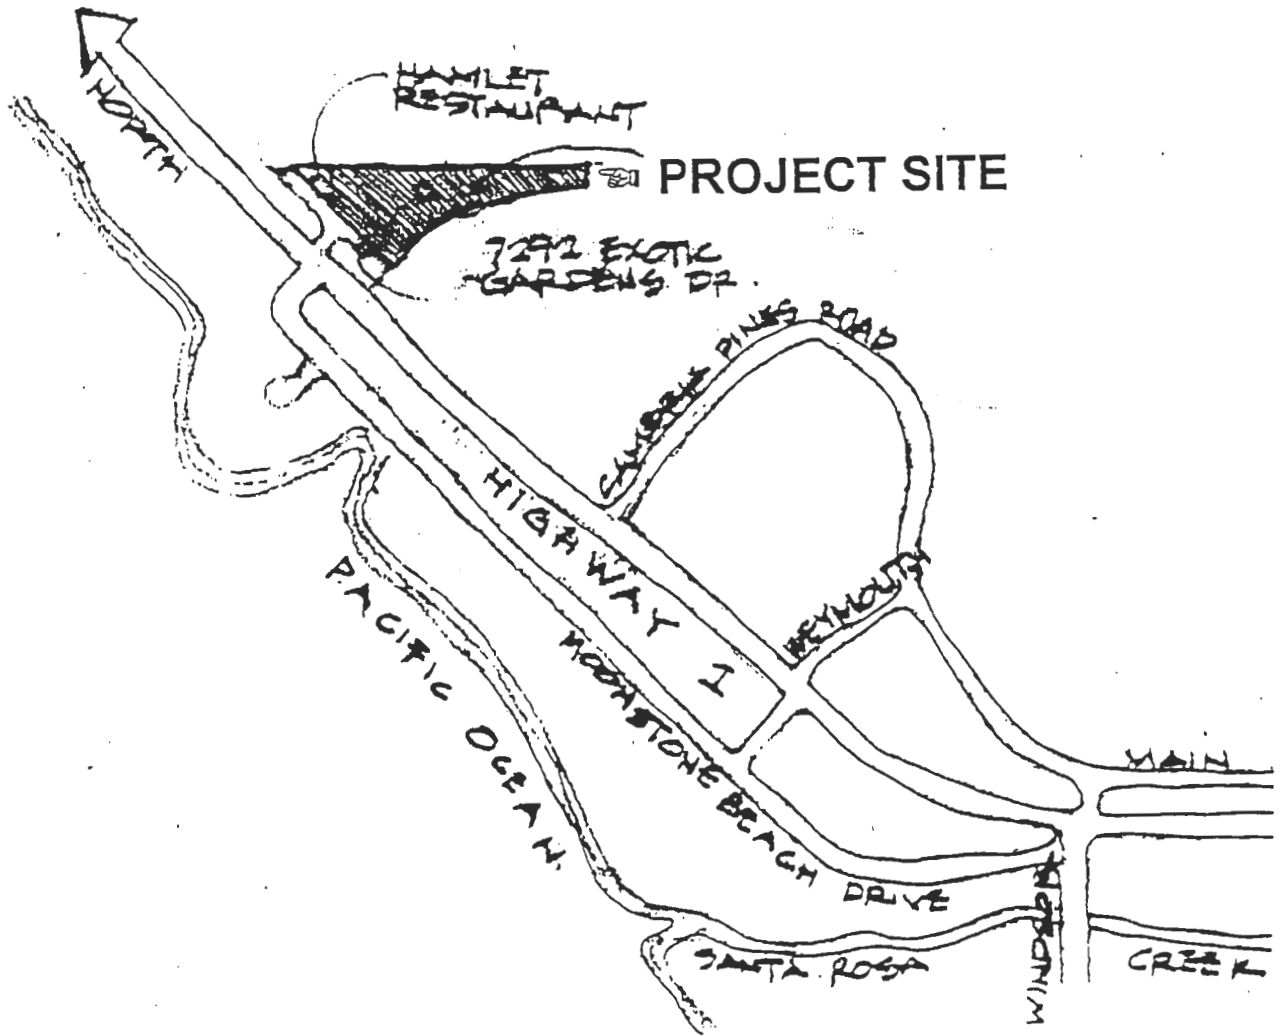 NORTH
HAMLET
RESTAURANT
PROJECT SITE
7292 EXOTIC
GARDENS DR.
PINES ROAD
HIGHWAY 1
WEYMOUTH
PACIFIC OCEAN.
MOONSTONE BEACH DRIVE
MAIN
WINDSOR
SANTA ROSA
CREEK